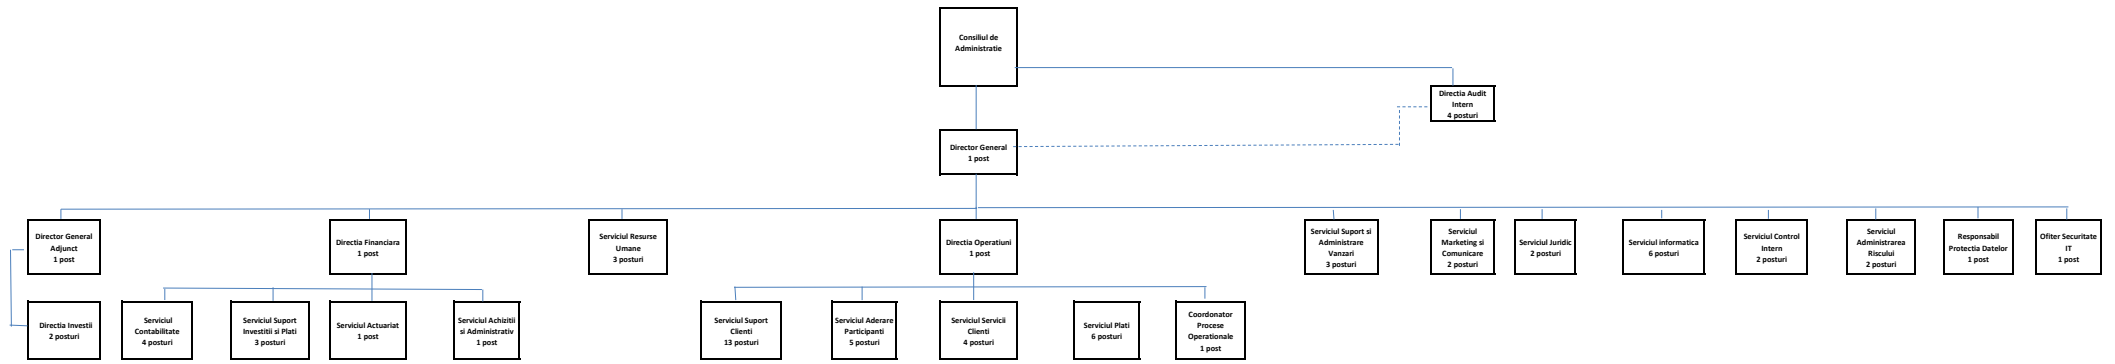 Consiliul de
Administratie
Directia Audit
Intern
4 posturi
Director General
1 post
Director General
Adjunct
1 post
Directia Financiara
1 post
Serviciul Resurse
Umane
3 posturi
Directia Operatiuni
1 post
Serviciul Suport si
Administrare
Vanzari
3 posturi
Serviciul
Marketing si
Comunicare
2 posturi
Serviciul Juridic
2 posturi
Serviciul informatica
6 posturi
Serviciul Control
Intern
2 posturi
Serviciul
Administrarea
Riscului
2 posturi
Responsabil
Protectia Datelor
1 post
Ofiter Securitate
IT
1 post
Directia Investii
2 posturi
Serviciul
Contabilitate
4 posturi
Serviciul Suport
Investitii si Plati
3 posturi
Serviciul Actuariat
1 post
Serviciul Achizitii
si Administrativ
1 post
Serviciul Suport
Clienti
13 posturi
Serviciul Aderare
Participanti
5 posturi
Serviciul Servicii
Clienti
4 posturi
Serviciul Plati
6 posturi
Coordonator
Procese
Operationale
1 post